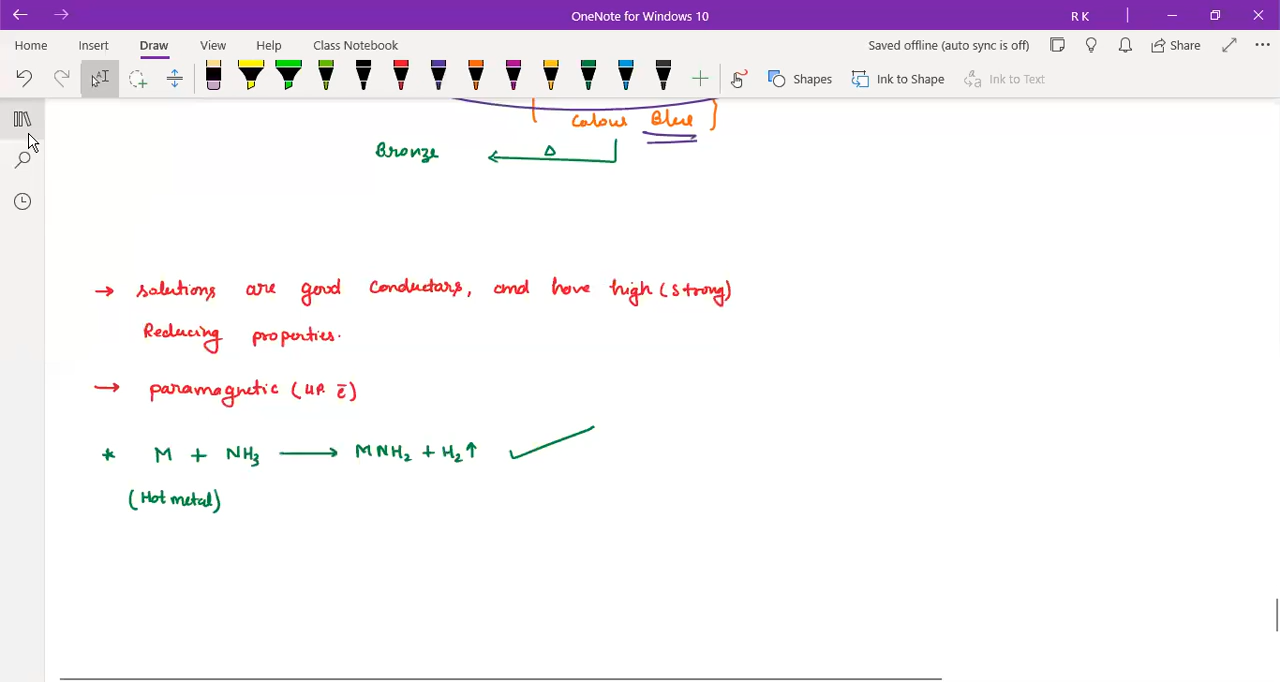 OneNote for Windows 10
R K
Home Insert Draw View Help Class Notebook
Saved offline (auto sync is off)
Share
Shapes
Ink to Shape
Ink to Text
Colour Blue
Bronze ← Δ
→ solutions are good conductors, and have high (strong)
Reducing properties.
→ paramagnetic (u.p. ē)
* M + NH₃ → MNH₂ + H₂↑ ✓
(Hot metal)